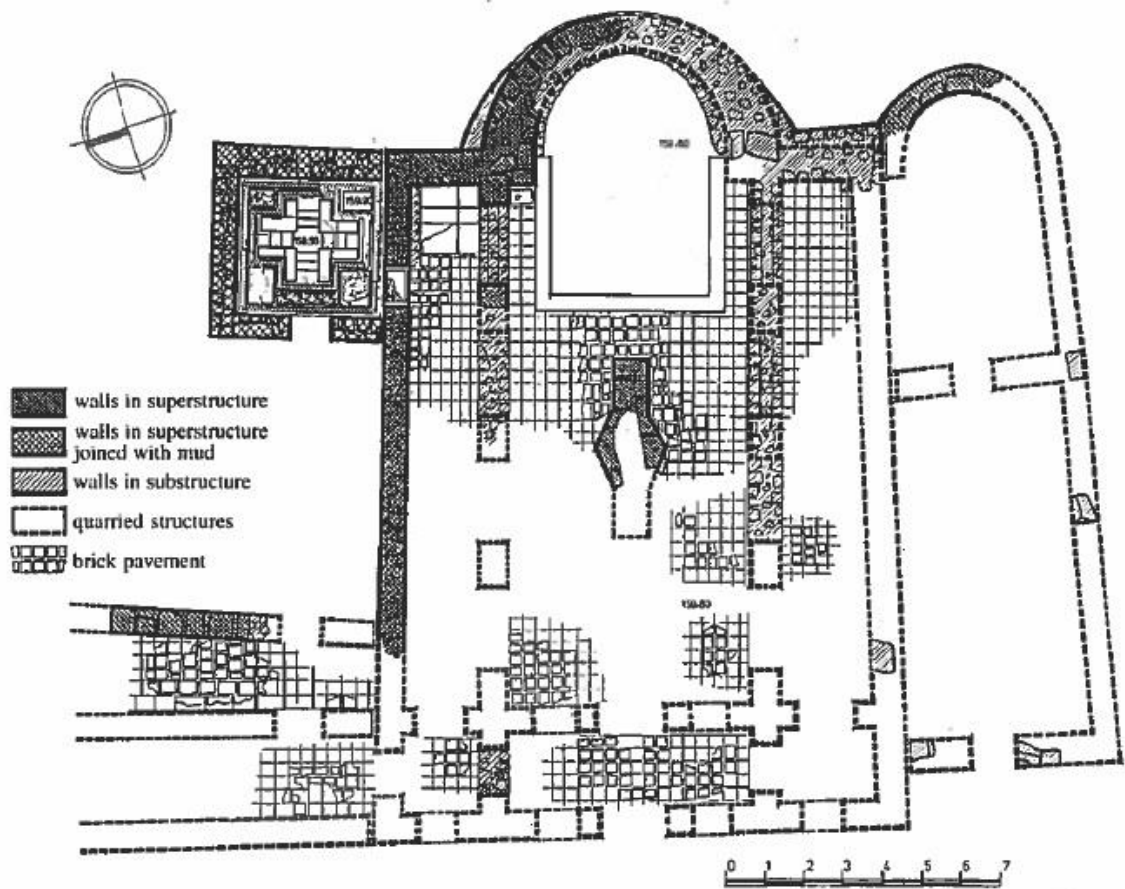 walls in superstructure
walls in superstructure
joined with mud
walls in substructure
quarried structures
brick pavement
0 1 2 3 4 5 6 7